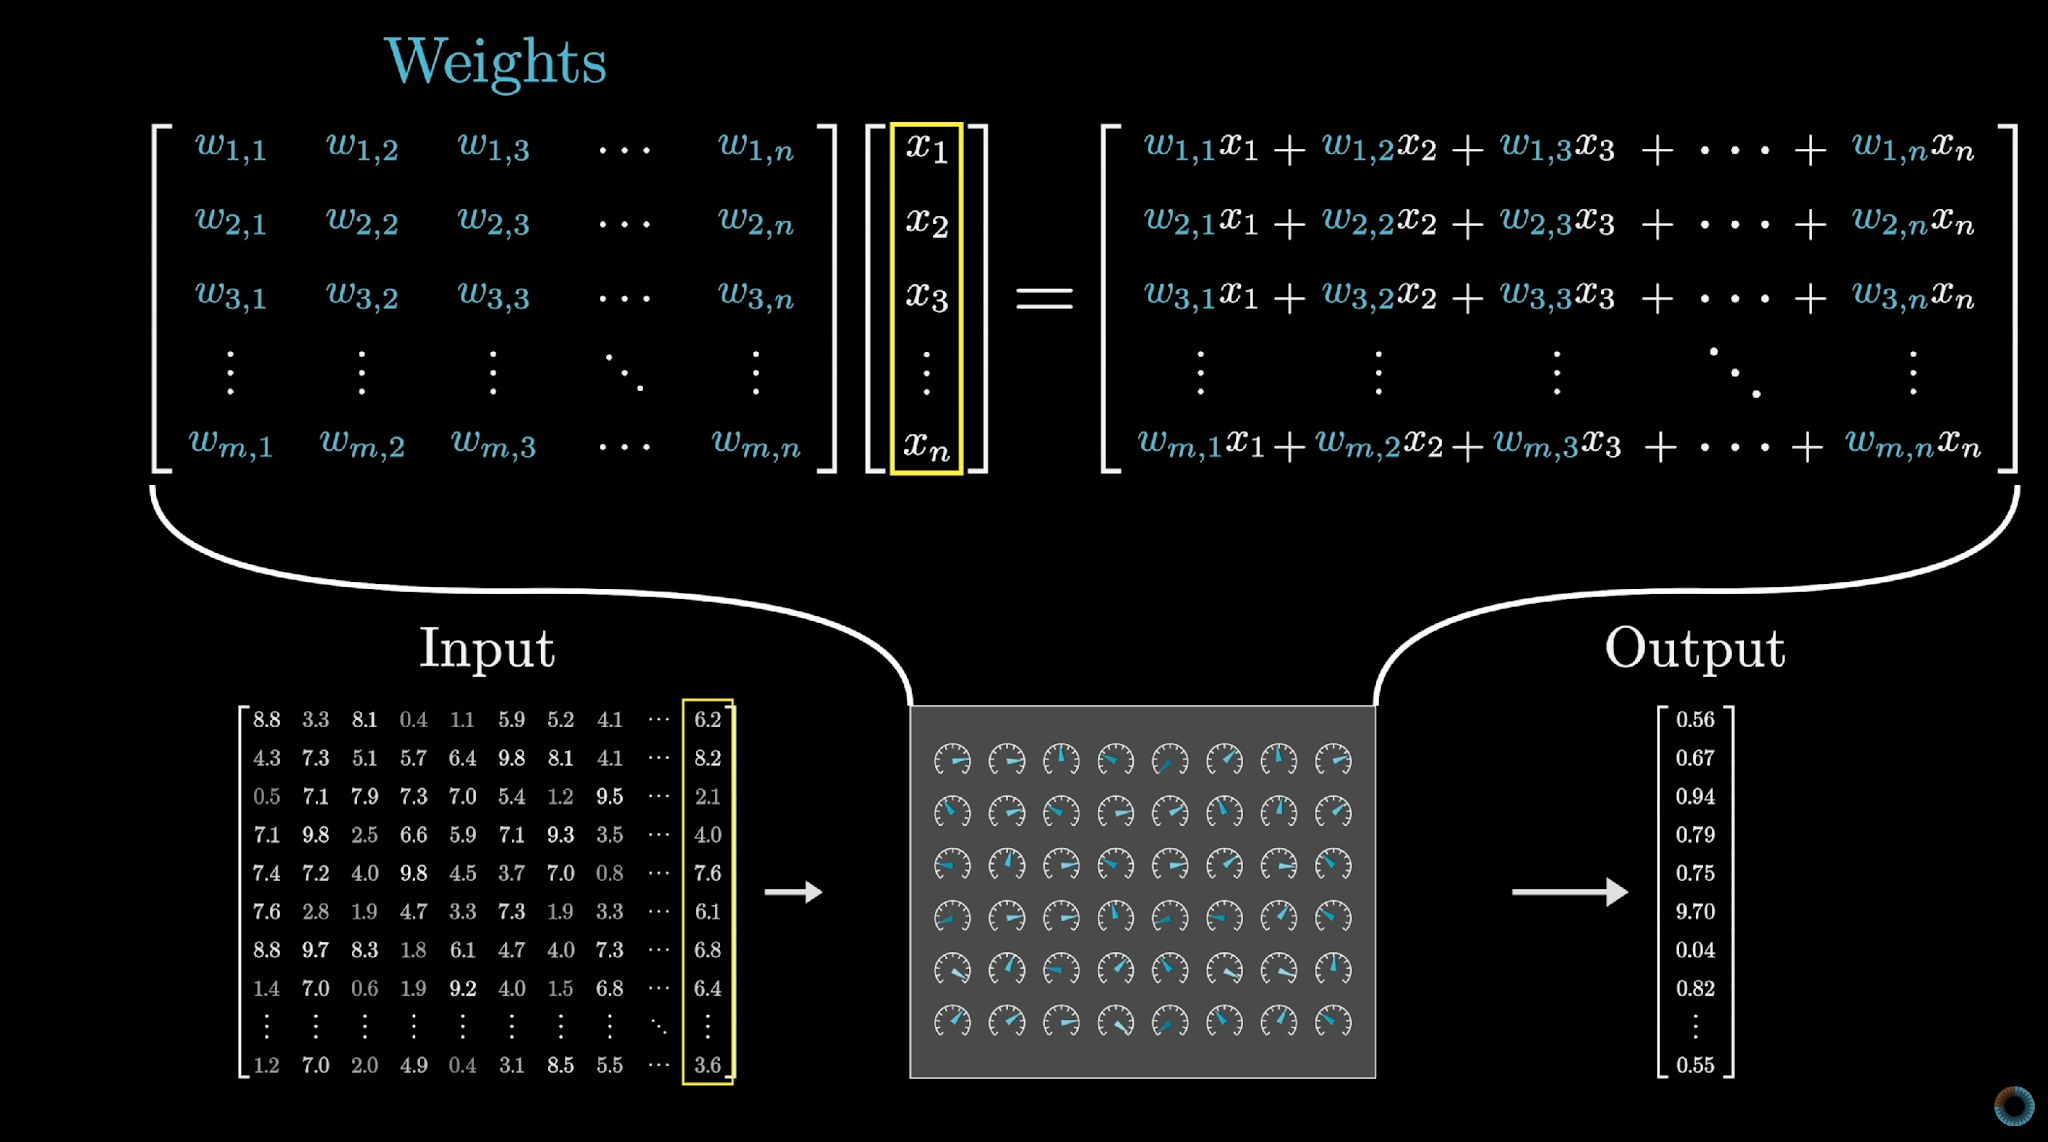 Weights
w1,1 w1,2 w1,3 ⋯ w1,n x1 w1,1x1 + w1,2x2 + w1,3x3 + ⋯ + w1,nxn
w2,1 w2,2 w2,3 ⋯ w2,n x2 w2,1x1 + w2,2x2 + w2,3x3 + ⋯ + w2,nxn
w3,1 w3,2 w3,3 ⋯ w3,n x3 = w3,1x1 + w3,2x2 + w3,3x3 + ⋯ + w3,nxn
⋮ ⋮ ⋮ ⋱ ⋮ ⋮ ⋮ ⋮ ⋮ ⋱ ⋮
wm,1 wm,2 wm,3 ⋯ wm,n xn wm,1x1 + wm,2x2 + wm,3x3 + ⋯ + wm,nxn
Input
8.8 3.3 8.1 0.4 1.1 5.9 5.2 4.1 ⋯ 6.2
4.3 7.3 5.1 5.7 6.4 9.8 8.1 4.1 ⋯ 8.2
0.5 7.1 7.9 7.3 7.0 5.4 1.2 9.5 ⋯ 2.1
7.1 9.8 2.5 6.6 5.9 7.1 9.3 3.5 ⋯ 4.0
7.4 7.2 4.0 9.8 4.5 3.7 7.0 0.8 ⋯ 7.6
7.6 2.8 1.9 4.7 3.3 7.3 1.9 3.3 ⋯ 6.1
8.8 9.7 8.3 1.8 6.1 4.7 4.0 7.3 ⋯ 6.8
1.4 7.0 0.6 1.9 9.2 4.0 1.5 6.8 ⋯ 6.4
⋮ ⋮ ⋮ ⋮ ⋮ ⋮ ⋮ ⋮ ⋱ ⋮
1.2 7.0 2.0 4.9 0.4 3.1 8.5 5.5 ⋯ 3.6
Output
0.56
0.67
0.94
0.79
0.75
9.70
0.04
0.82
⋮
0.55